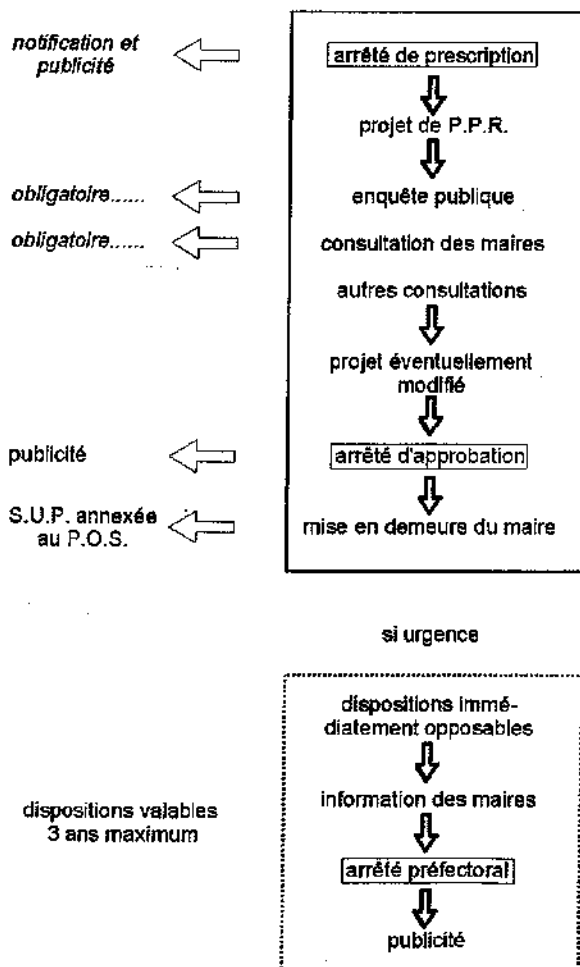 notification et
publicité
arrêté de prescription
projet de P.P.R.
obligatoire......
enquête publique
obligatoire......
consultation des maires
autres consultations
projet éventuellement
modifié
publicité
arrêté d'approbation
S.U.P. annexée
au P.O.S.
mise en demeure du maire
si urgence
dispositions immé-
diatement opposables
information des maires
dispositions valables
3 ans maximum
arrêté préfectoral
publicité